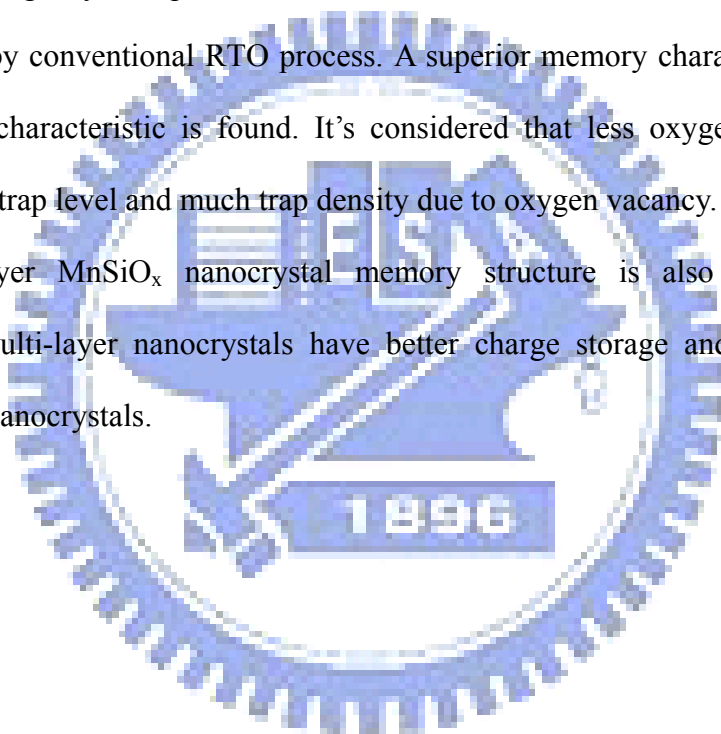 by conventional RTO process. A superior memory chara
characteristic is found. It's considered that less oxyge
trap level and much trap density due to oxygen vacancy.
yer MnSiOₓ nanocrystal memory structure is also
ulti-layer nanocrystals have better charge storage and
anocrystals.
ES
1896